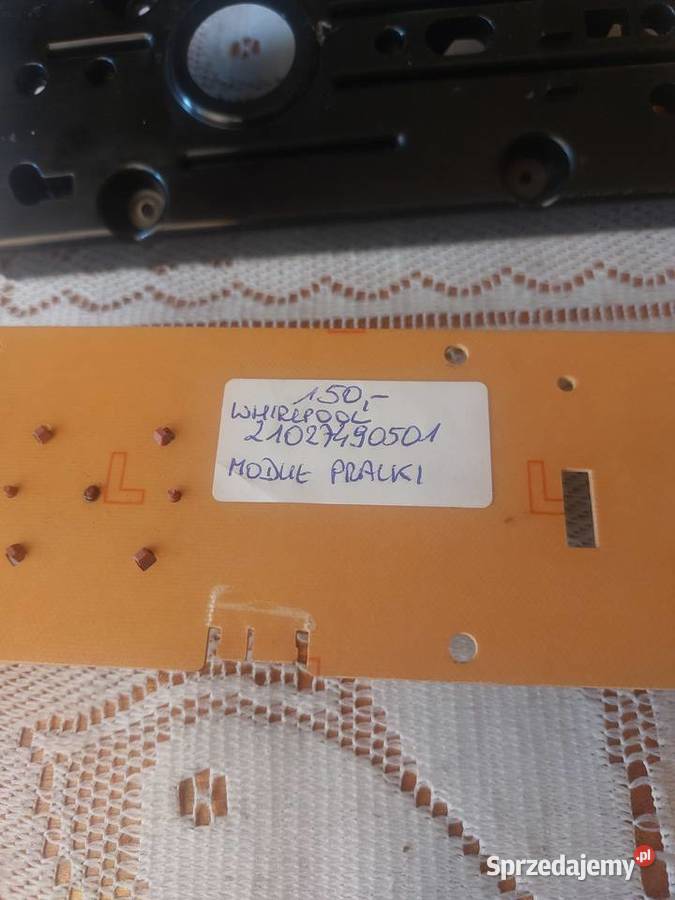 150,-
WHIRLPOOL
21027490501
MODUŁ PRALKI
L
L
Sprzedajemy.pl